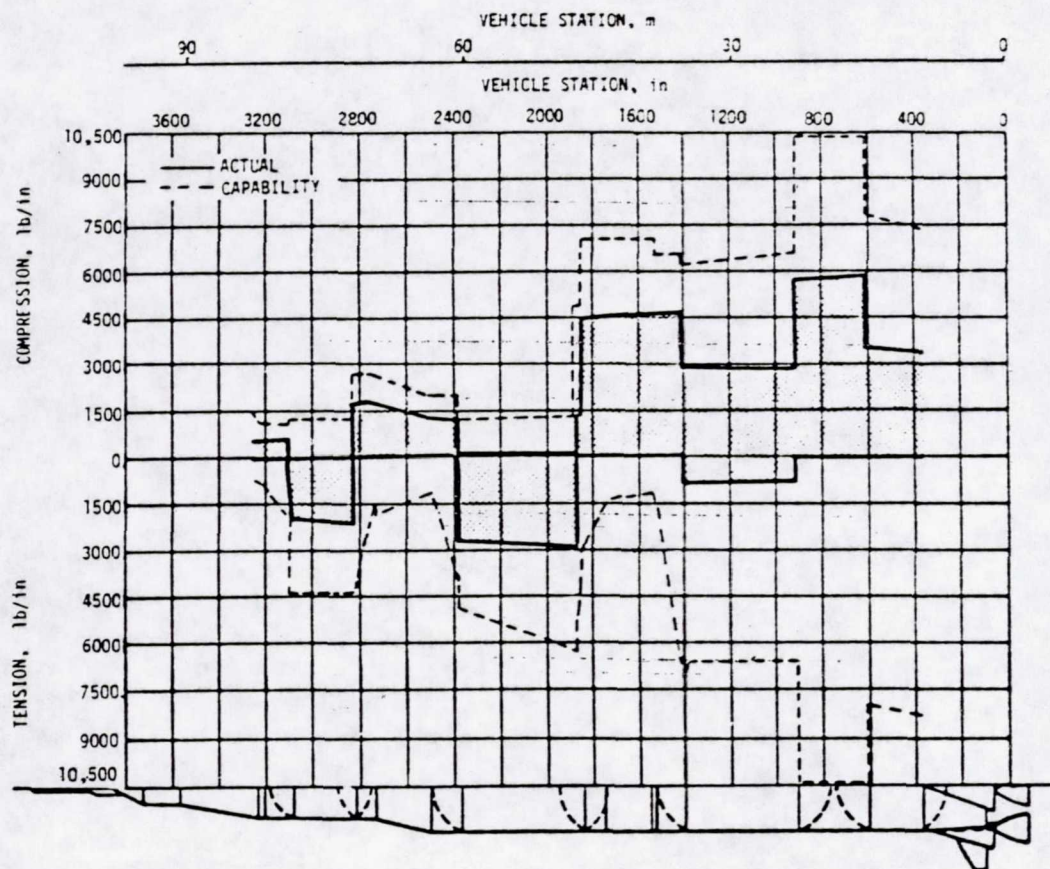 VEHICLE STATION, m
90 60 30 0
VEHICLE STATION, in
3600 3200 2800 2400 2000 1600 1200 800 400 0
ACTUAL
CAPABILITY
COMPRESSION, lb/in
10,500
9000
7500
6000
4500
3000
1500
0
TENSION, lb/in
1500
3000
4500
6000
7500
9000
10,500